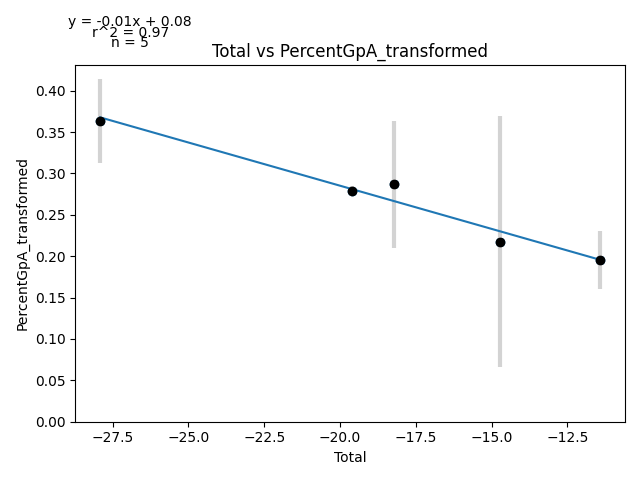 y = -0.01x + 0.08
r^2 = 0.97
n = 5
Total vs PercentGpA_transformed
PercentGpA_transformed
0.40
0.35
0.30
0.25
0.20
0.15
0.10
0.05
0.00
−27.5 −25.0 −22.5 −20.0 −17.5 −15.0 −12.5
Total